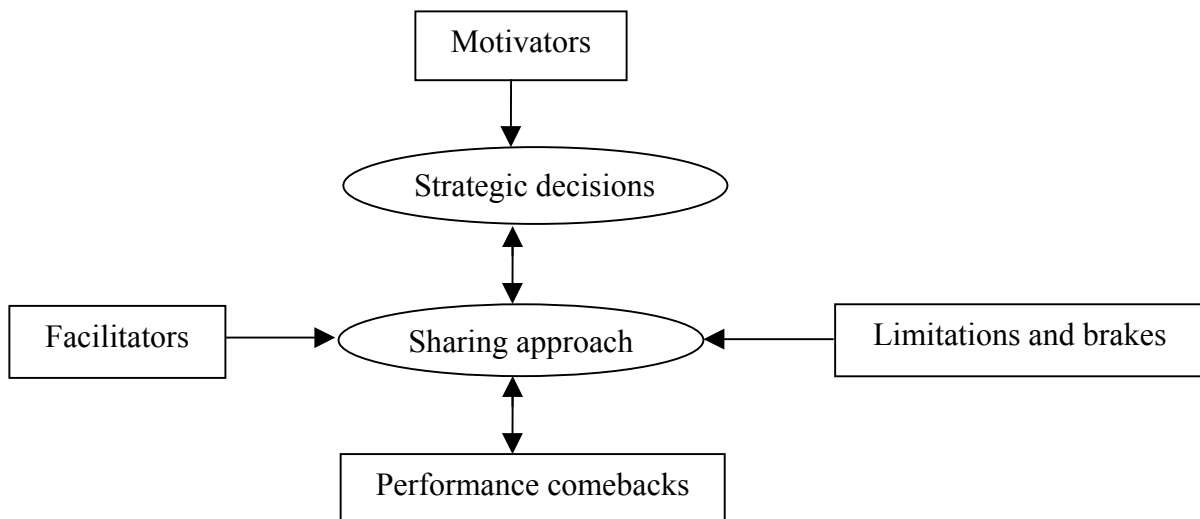 Motivators
Strategic decisions
Facilitators
Sharing approach
Limitations and brakes
Performance comebacks